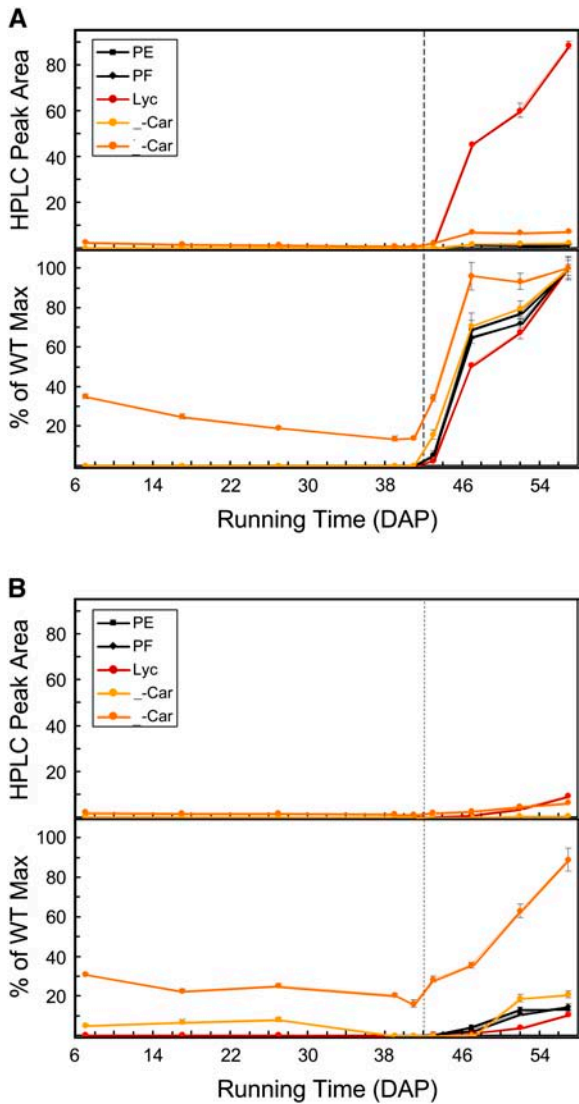 A
HPLC Peak Area
80
60
40
20
PE
PF
Lyc
_-Car
_-Car
% of WT Max
100
80
60
40
20
6 14 22 30 38 46 54
Running Time (DAP)
B
HPLC Peak Area
80
60
40
20
PE
PF
Lyc
_-Car
_-Car
% of WT Max
100
80
60
40
20
6 14 22 30 38 46 54
Running Time (DAP)